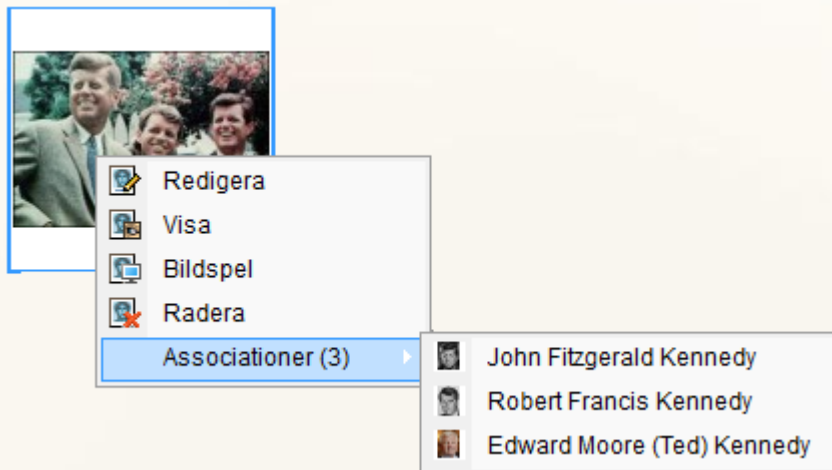 Redigera
Visa
Bildspel
Radera
Associationer (3)
John Fitzgerald Kennedy
Robert Francis Kennedy
Edward Moore (Ted) Kennedy